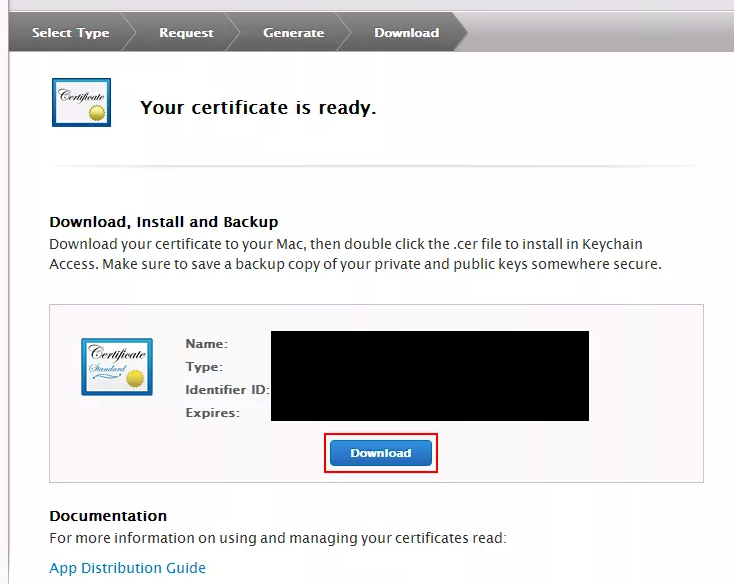 Select Type
Request
Generate
Download
Certificate
Your certificate is ready.
Download, Install and Backup
Download your certificate to your Mac, then double click the .cer file to install in Keychain
Access. Make sure to save a backup copy of your private and public keys somewhere secure.
Certificate
Standard
Name:
Type:
Identifier ID:
Expires:
Download
Documentation
For more information on using and managing your certificates read:
App Distribution Guide